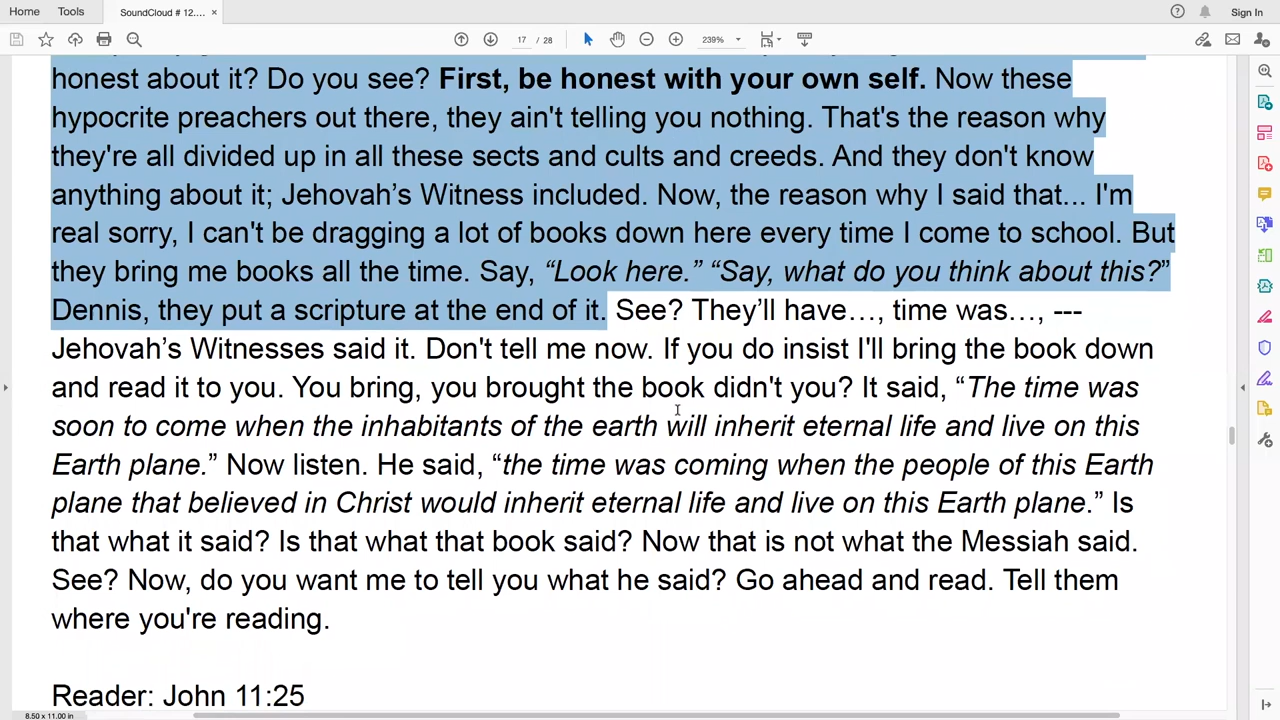 Home Tools SoundCloud # 12.... × Sign In
17 / 28 239%
honest about it? Do you see? First, be honest with your own self. Now these
hypocrite preachers out there, they ain't telling you nothing. That's the reason why
they're all divided up in all these sects and cults and creeds. And they don't know
anything about it; Jehovah’s Witness included. Now, the reason why I said that... I'm
real sorry, I can't be dragging a lot of books down here every time I come to school. But
they bring me books all the time. Say, “Look here.” “Say, what do you think about this?”
Dennis, they put a scripture at the end of it. See? They’ll have…, time was…, ---
Jehovah’s Witnesses said it. Don't tell me now. If you do insist I'll bring the book down
and read it to you. You bring, you brought the book didn't you? It said, “The time was
soon to come when the inhabitants of the earth will inherit eternal life and live on this
Earth plane.” Now listen. He said, “the time was coming when the people of this Earth
plane that believed in Christ would inherit eternal life and live on this Earth plane.” Is
that what it said? Is that what that book said? Now that is not what the Messiah said.
See? Now, do you want me to tell you what he said? Go ahead and read. Tell them
where you're reading.
Reader: John 11:25
8.50 x 11.00 in